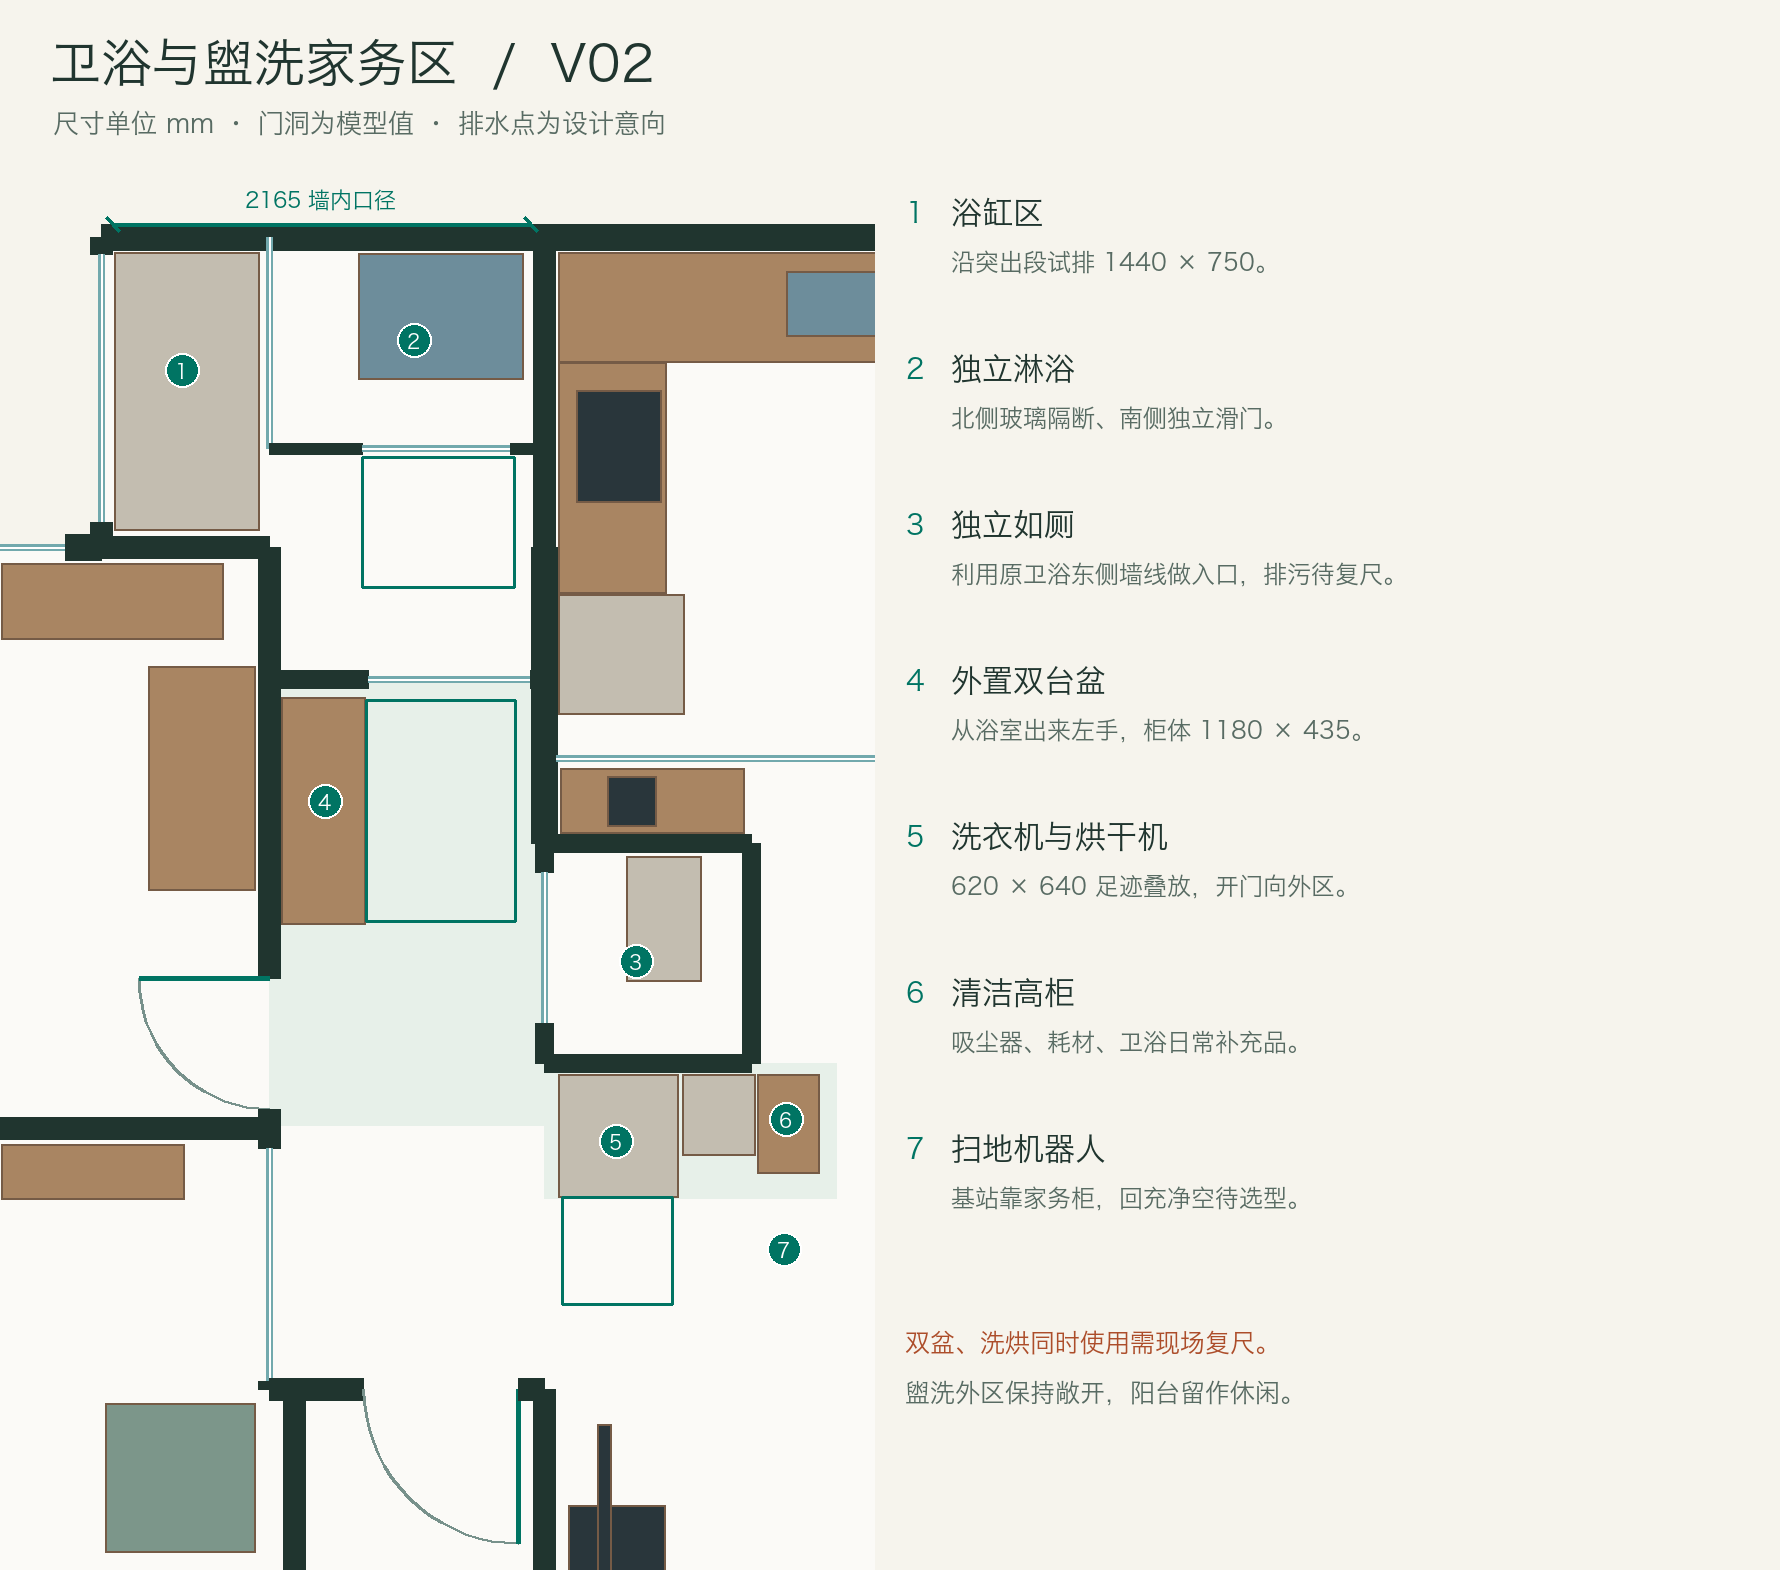 卫浴与盥洗家务区 / V02
尺寸单位 mm · 门洞为模型值 · 排水点为设计意向
2165 墙内口径
1
2
4
3
5
6
7
1 浴缸区
沿突出段试排 1440 × 750。
2 独立淋浴
北侧玻璃隔断、南侧独立滑门。
3 独立如厕
利用原卫浴东侧墙线做入口，排污待复尺。
4 外置双台盆
从浴室出来左手，柜体 1180 × 435。
5 洗衣机与烘干机
620 × 640 足迹叠放，开门向外区。
6 清洁高柜
吸尘器、耗材、卫浴日常补充品。
7 扫地机器人
基站靠家务柜，回充净空待选型。
双盆、洗烘同时使用需现场复尺。
盥洗外区保持敞开，阳台留作休闲。